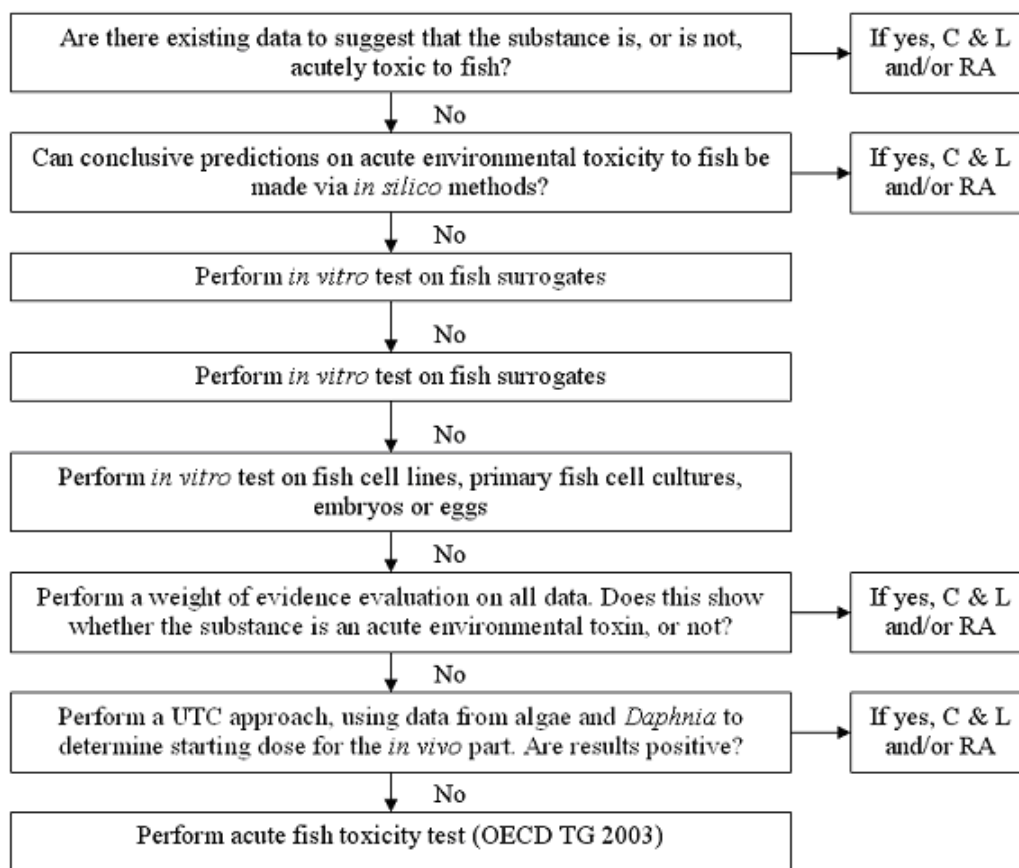 Are there existing data to suggest that the substance is, or is not,
acutely toxic to fish?
If yes, C & L
and/or RA
No
Can conclusive predictions on acute environmental toxicity to fish be
made via in silico methods?
If yes, C & L
and/or RA
No
Perform in vitro test on fish surrogates
No
Perform in vitro test on fish surrogates
No
Perform in vitro test on fish cell lines, primary fish cell cultures,
embryos or eggs
No
Perform a weight of evidence evaluation on all data. Does this show
whether the substance is an acute environmental toxin, or not?
If yes, C & L
and/or RA
No
Perform a UTC approach, using data from algae and Daphnia to
determine starting dose for the in vivo part. Are results positive?
If yes, C & L
and/or RA
No
Perform acute fish toxicity test (OECD TG 2003)